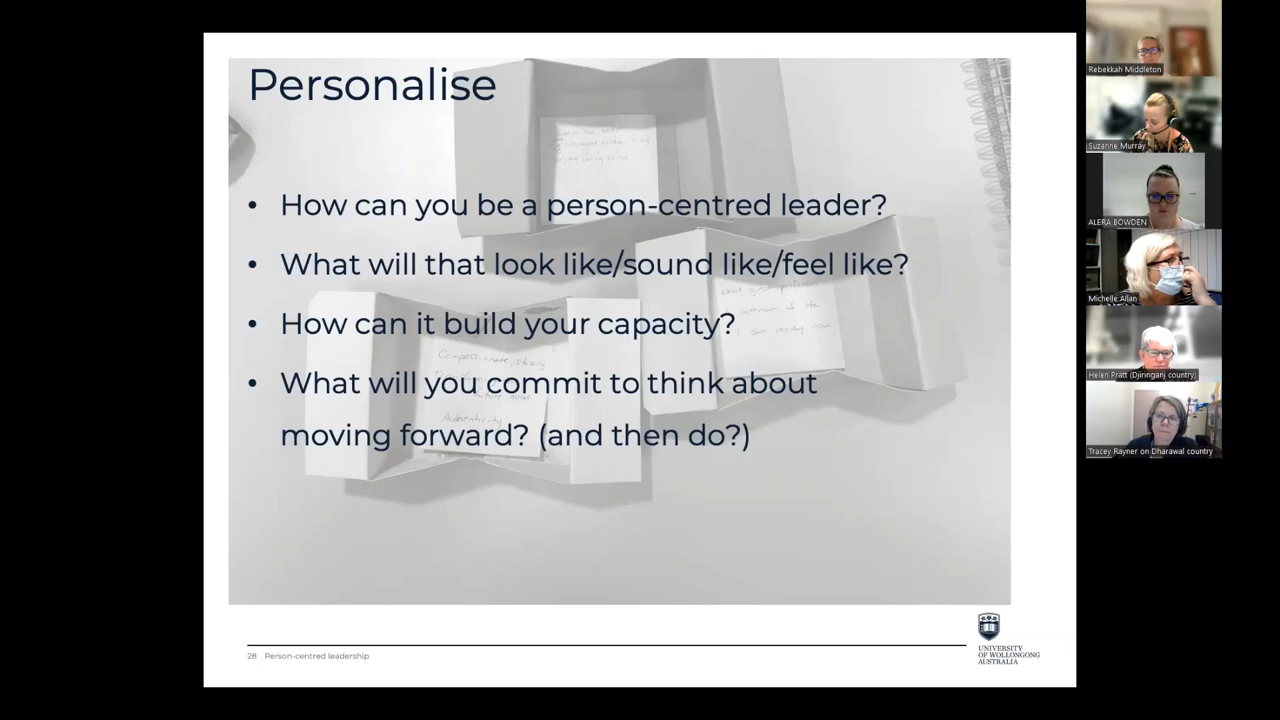 Personalise
• How can you be a person-centred leader?
• What will that look like/sound like/feel like?
• How can it build your capacity?
• What will you commit to think about
moving forward? (and then do?)
Compassionate, strong
Authenticity
28 Person-centred leadership
UNIVERSITY
OF WOLLONGONG
AUSTRALIA
Rebekkah Middleton
Suzanne Murray
ALERA BOWDEN
Michelle Allan
Helen Pratt (Djiringanj country)
Tracey Rayner on Dharawal country